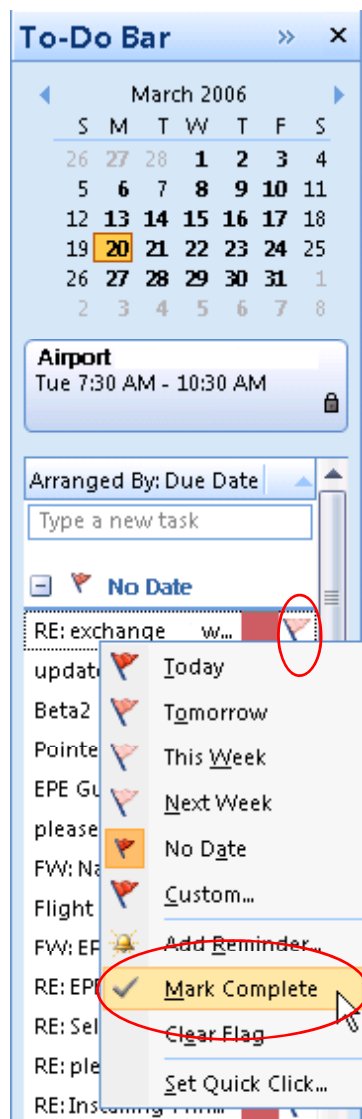 To-Do Bar
March 2006
S M T W T F S
26 27 28 1 2 3 4
5 6 7 8 9 10 11
12 13 14 15 16 17 18
19 20 21 22 23 24 25
26 27 28 29 30 31 1
2 3 4 5 6 7 8
Airport
Tue 7:30 AM - 10:30 AM
Arranged By: Due Date
Type a new task
No Date
RE: exchange w...
Today
Beta2
Tomorrow
Pointe
This Week
EPE Gu
Next Week
please
No Date
FW: Na
Custom...
Flight
Add Reminder...
FW: EP
Mark Complete
RE: EPE
Clear Flag
RE: Sel
Set Quick Click...
RE: ple